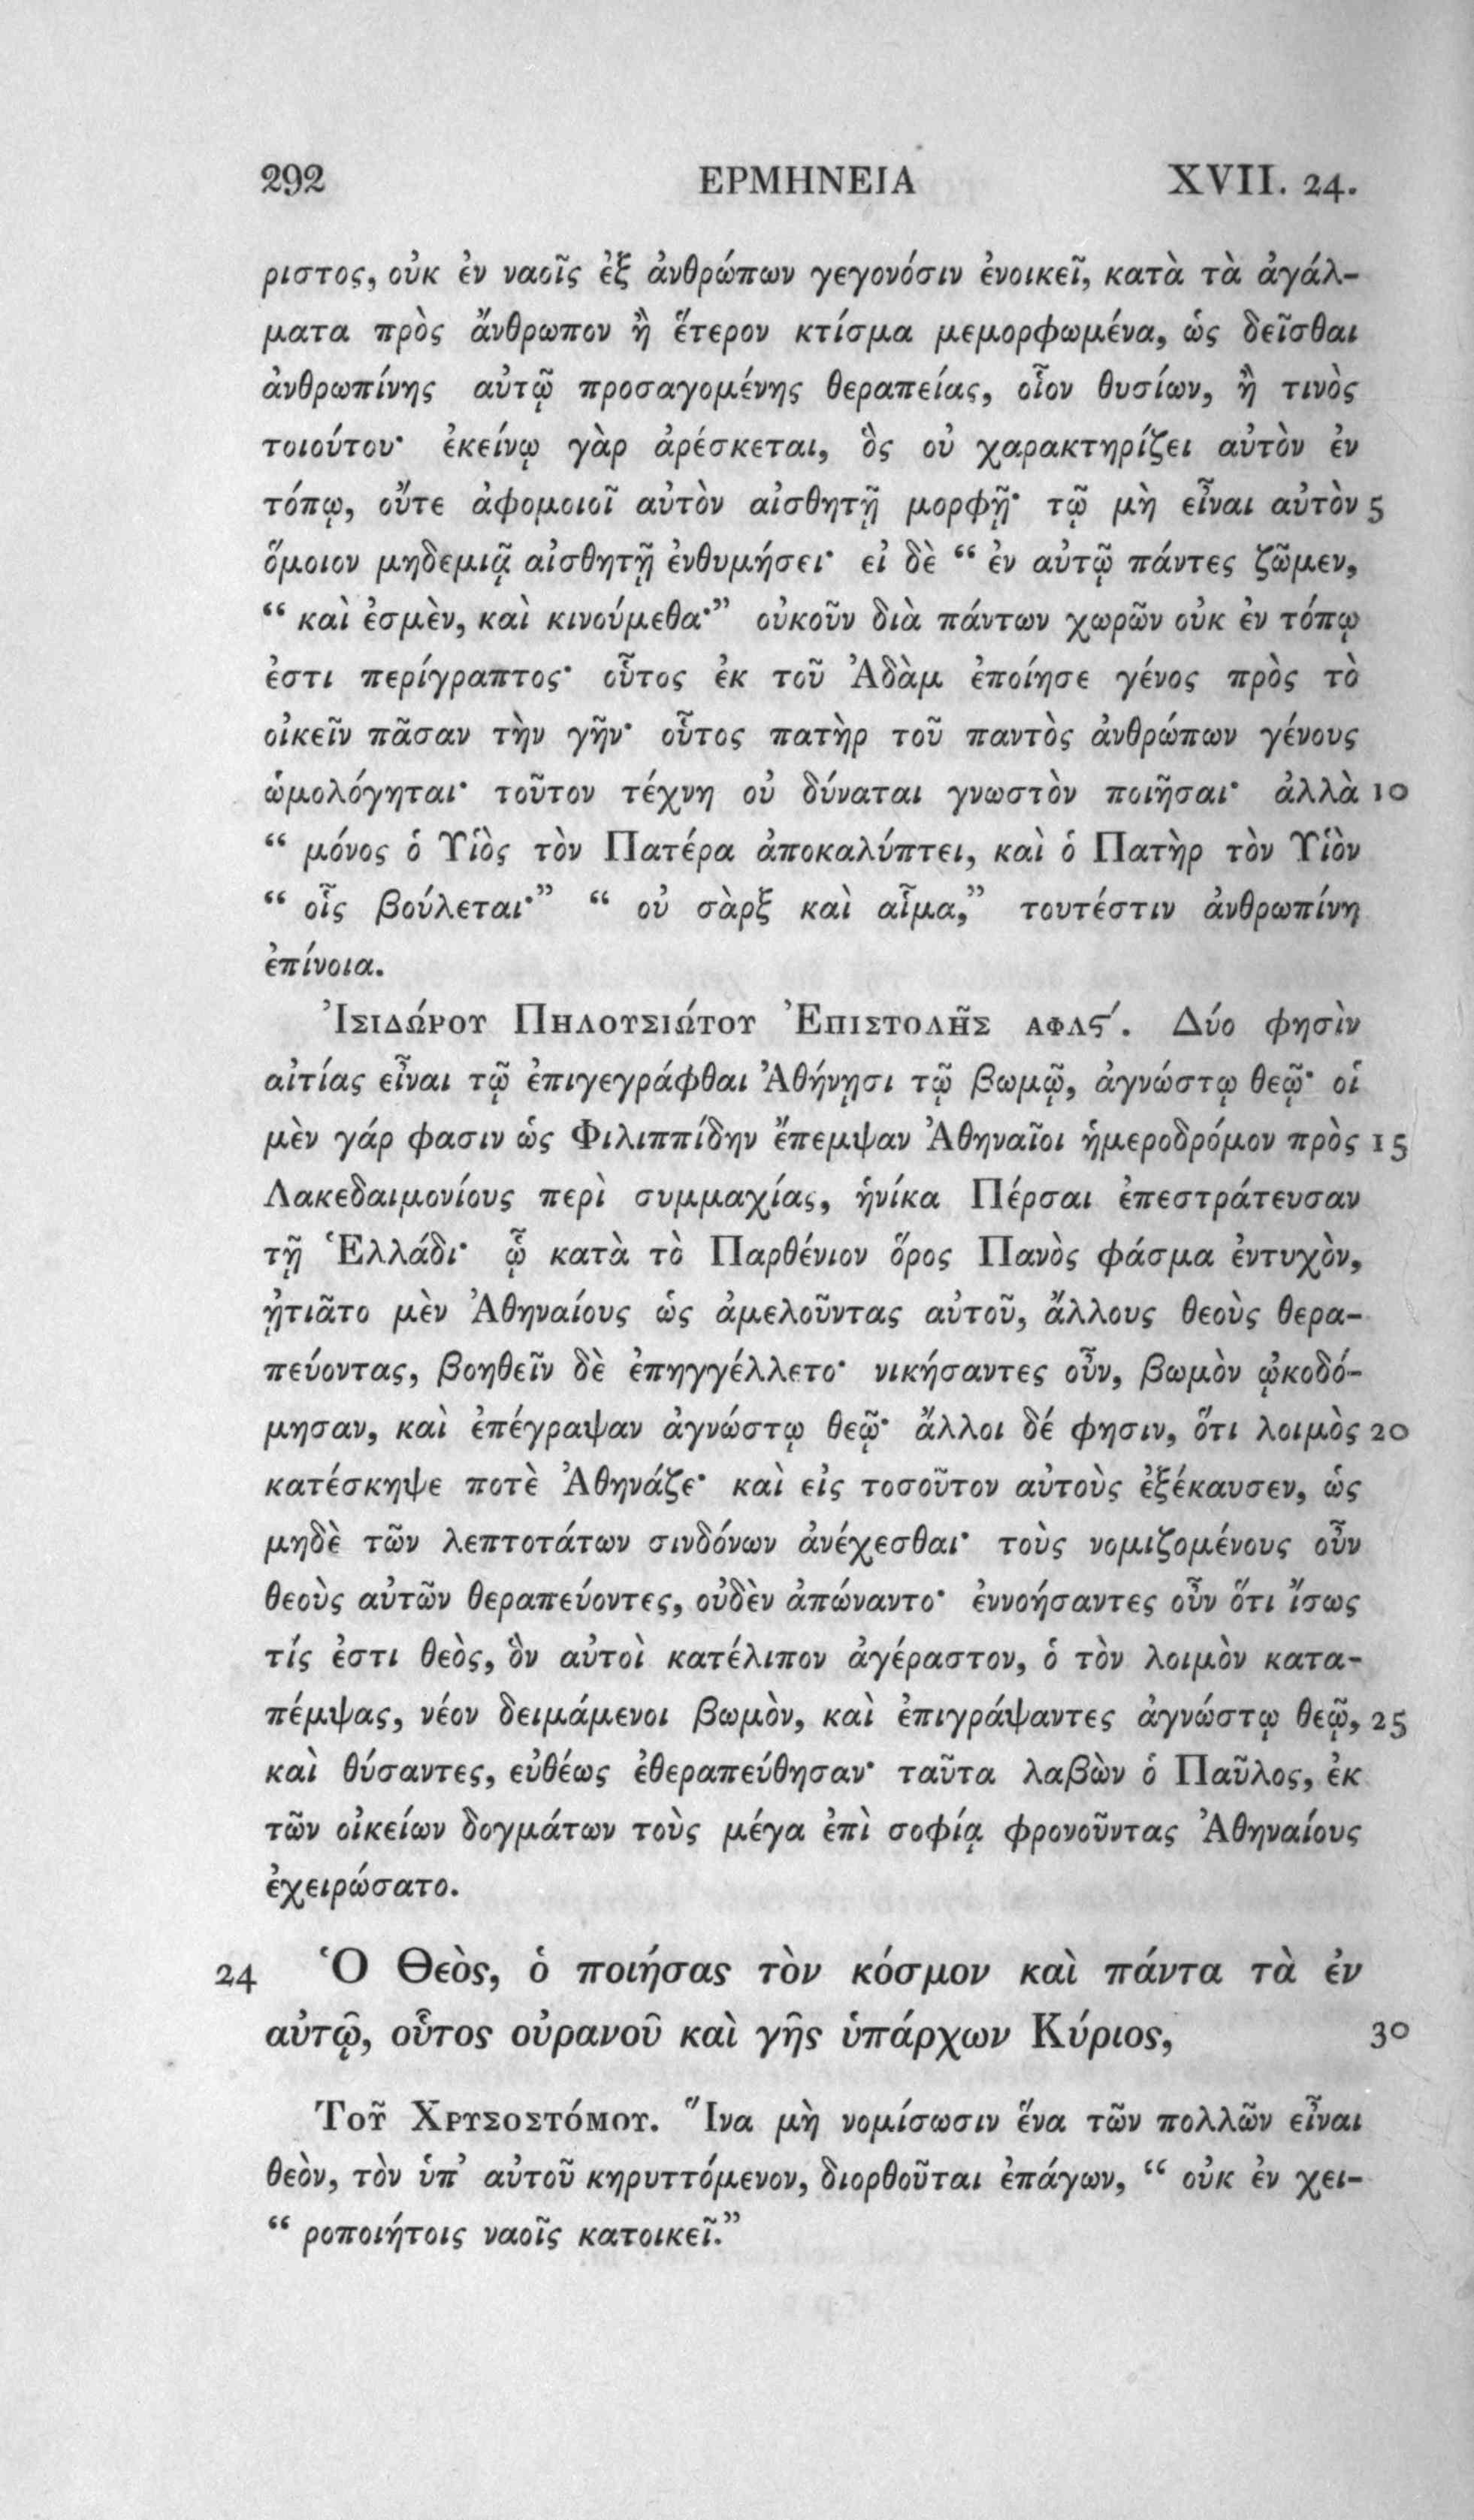 292 ΕΡΜΗΝΕΙΑ XVII. 24.
ριστος, οὐκ ἐν ναοῖς ἐξ ἀνθρώπων γεγονόσιν ἐνοικεῖ, κατὰ τὰ ἀγάλ-
ματα πρὸς ἄνθρωπον ἢ ἕτερον κτίσμα μεμορφωμένα, ὡς δεῖσθαι
ἀνθρωπίνης αὐτῷ προσαγομένης θεραπείας, οἷον θυσίων, ἤ τινὸς
τοιούτου· ἐκείνῳ γὰρ ἀρέσκεται, ὃς οὐ χαρακτηρίζει αὐτὸν ἐν
τόπῳ, οὔτε ἀφομοιοῖ αὐτὸν αἰσθητῇ μορφῇ· τῷ μὴ εἶναι αὐτὸν 5
ὅμοιον μηδεμιᾷ αἰσθητῇ ἐνθυμήσει· εἰ δὲ “ ἐν αὐτῷ πάντες ζῶμεν,
“ καὶ ἐσμὲν, καὶ κινούμεθα·” οὐκοῦν διὰ πάντων χωρῶν οὐκ ἐν τόπῳ
ἐστι περίγραπτος· οὗτος ἐκ τοῦ Ἀδὰμ ἐποίησε γένος πρὸς τὸ
οἰκεῖν πᾶσαν τὴν γῆν· οὗτος πατὴρ τοῦ παντὸς ἀνθρώπων γένους
ὡμολόγηται· τοῦτον τέχνη οὐ δύναται γνωστὸν ποιῆσαι· ἀλλὰ 10
“ μόνος ὁ Υἱὸς τὸν Πατέρα ἀποκαλύπτει, καὶ ὁ Πατὴρ τὸν Υἱὸν
“ οἷς βούλεται·” “ οὐ σὰρξ καὶ αἷμα,” τουτέστιν ἀνθρωπίνη
ἐπίνοια.
Ἰσιδώρου Πηλουσιώτου Ἐπιστολῆς αφλς΄. Δύο φησὶν
αἰτίας εἶναι τῷ ἐπιγεγράφθαι Ἀθήνῃσι τῷ βωμῷ, ἀγνώστῳ θεῷ· οἱ
μὲν γάρ φασιν ὡς Φιλιππίδην ἔπεμψαν Ἀθηναῖοι ἡμεροδρόμον πρὸς 15
Λακεδαιμονίους περὶ συμμαχίας, ἡνίκα Πέρσαι ἐπεστράτευσαν
τῇ Ἑλλάδι· ᾧ κατὰ τὸ Παρθένιον ὄρος Πανὸς φάσμα ἐντυχὸν,
ᾐτιᾶτο μὲν Ἀθηναίους ὡς ἀμελοῦντας αὐτοῦ, ἄλλους θεοὺς θερα-
πεύοντας, βοηθεῖν δὲ ἐπηγγέλλετο· νικήσαντες οὖν, βωμὸν ᾠκοδό-
μησαν, καὶ ἐπέγραψαν ἀγνώστῳ θεῷ· ἄλλοι δέ φησιν, ὅτι λοιμὸς 20
κατέσκηψε ποτὲ Ἀθηνάζε· καὶ εἰς τοσοῦτον αὐτοὺς ἐξέκαυσεν, ὡς
μηδὲ τῶν λεπτοτάτων σινδόνων ἀνέχεσθαι· τοὺς νομιζομένους οὖν
θεοὺς αὐτῶν θεραπεύοντες, οὐδὲν ἀπώναντο· ἐννοήσαντες οὖν ὅτι ἴσως
τίς ἐστι θεὸς, ὃν αὐτοὶ κατέλιπον ἀγέραστον, ὁ τὸν λοιμὸν κατα-
πέμψας, νέον δειμάμενοι βωμὸν, καὶ ἐπιγράψαντες ἀγνώστῳ θεῷ, 25
καὶ θύσαντες, εὐθέως ἐθεραπεύθησαν· ταῦτα λαβὼν ὁ Παῦλος, ἐκ
τῶν οἰκείων δογμάτων τοὺς μέγα ἐπὶ σοφίᾳ φρονοῦντας Ἀθηναίους
ἐχειρώσατο.
24 Ὁ Θεὸς, ὁ ποιήσας τὸν κόσμον καὶ πάντα τὰ ἐν
αὐτῷ, οὗτος οὐρανοῦ καὶ γῆς ὑπάρχων Κύριος, 30
Τοῦ Χρυσοστόμου. Ἵνα μὴ νομίσωσιν ἕνα τῶν πολλῶν εἶναι
θεὸν, τὸν ὑπ’ αὐτοῦ κηρυττόμενον, διορθοῦται ἐπάγων, “ οὐκ ἐν χει-
“ ροποιήτοις ναοῖς κατοικεῖ.”